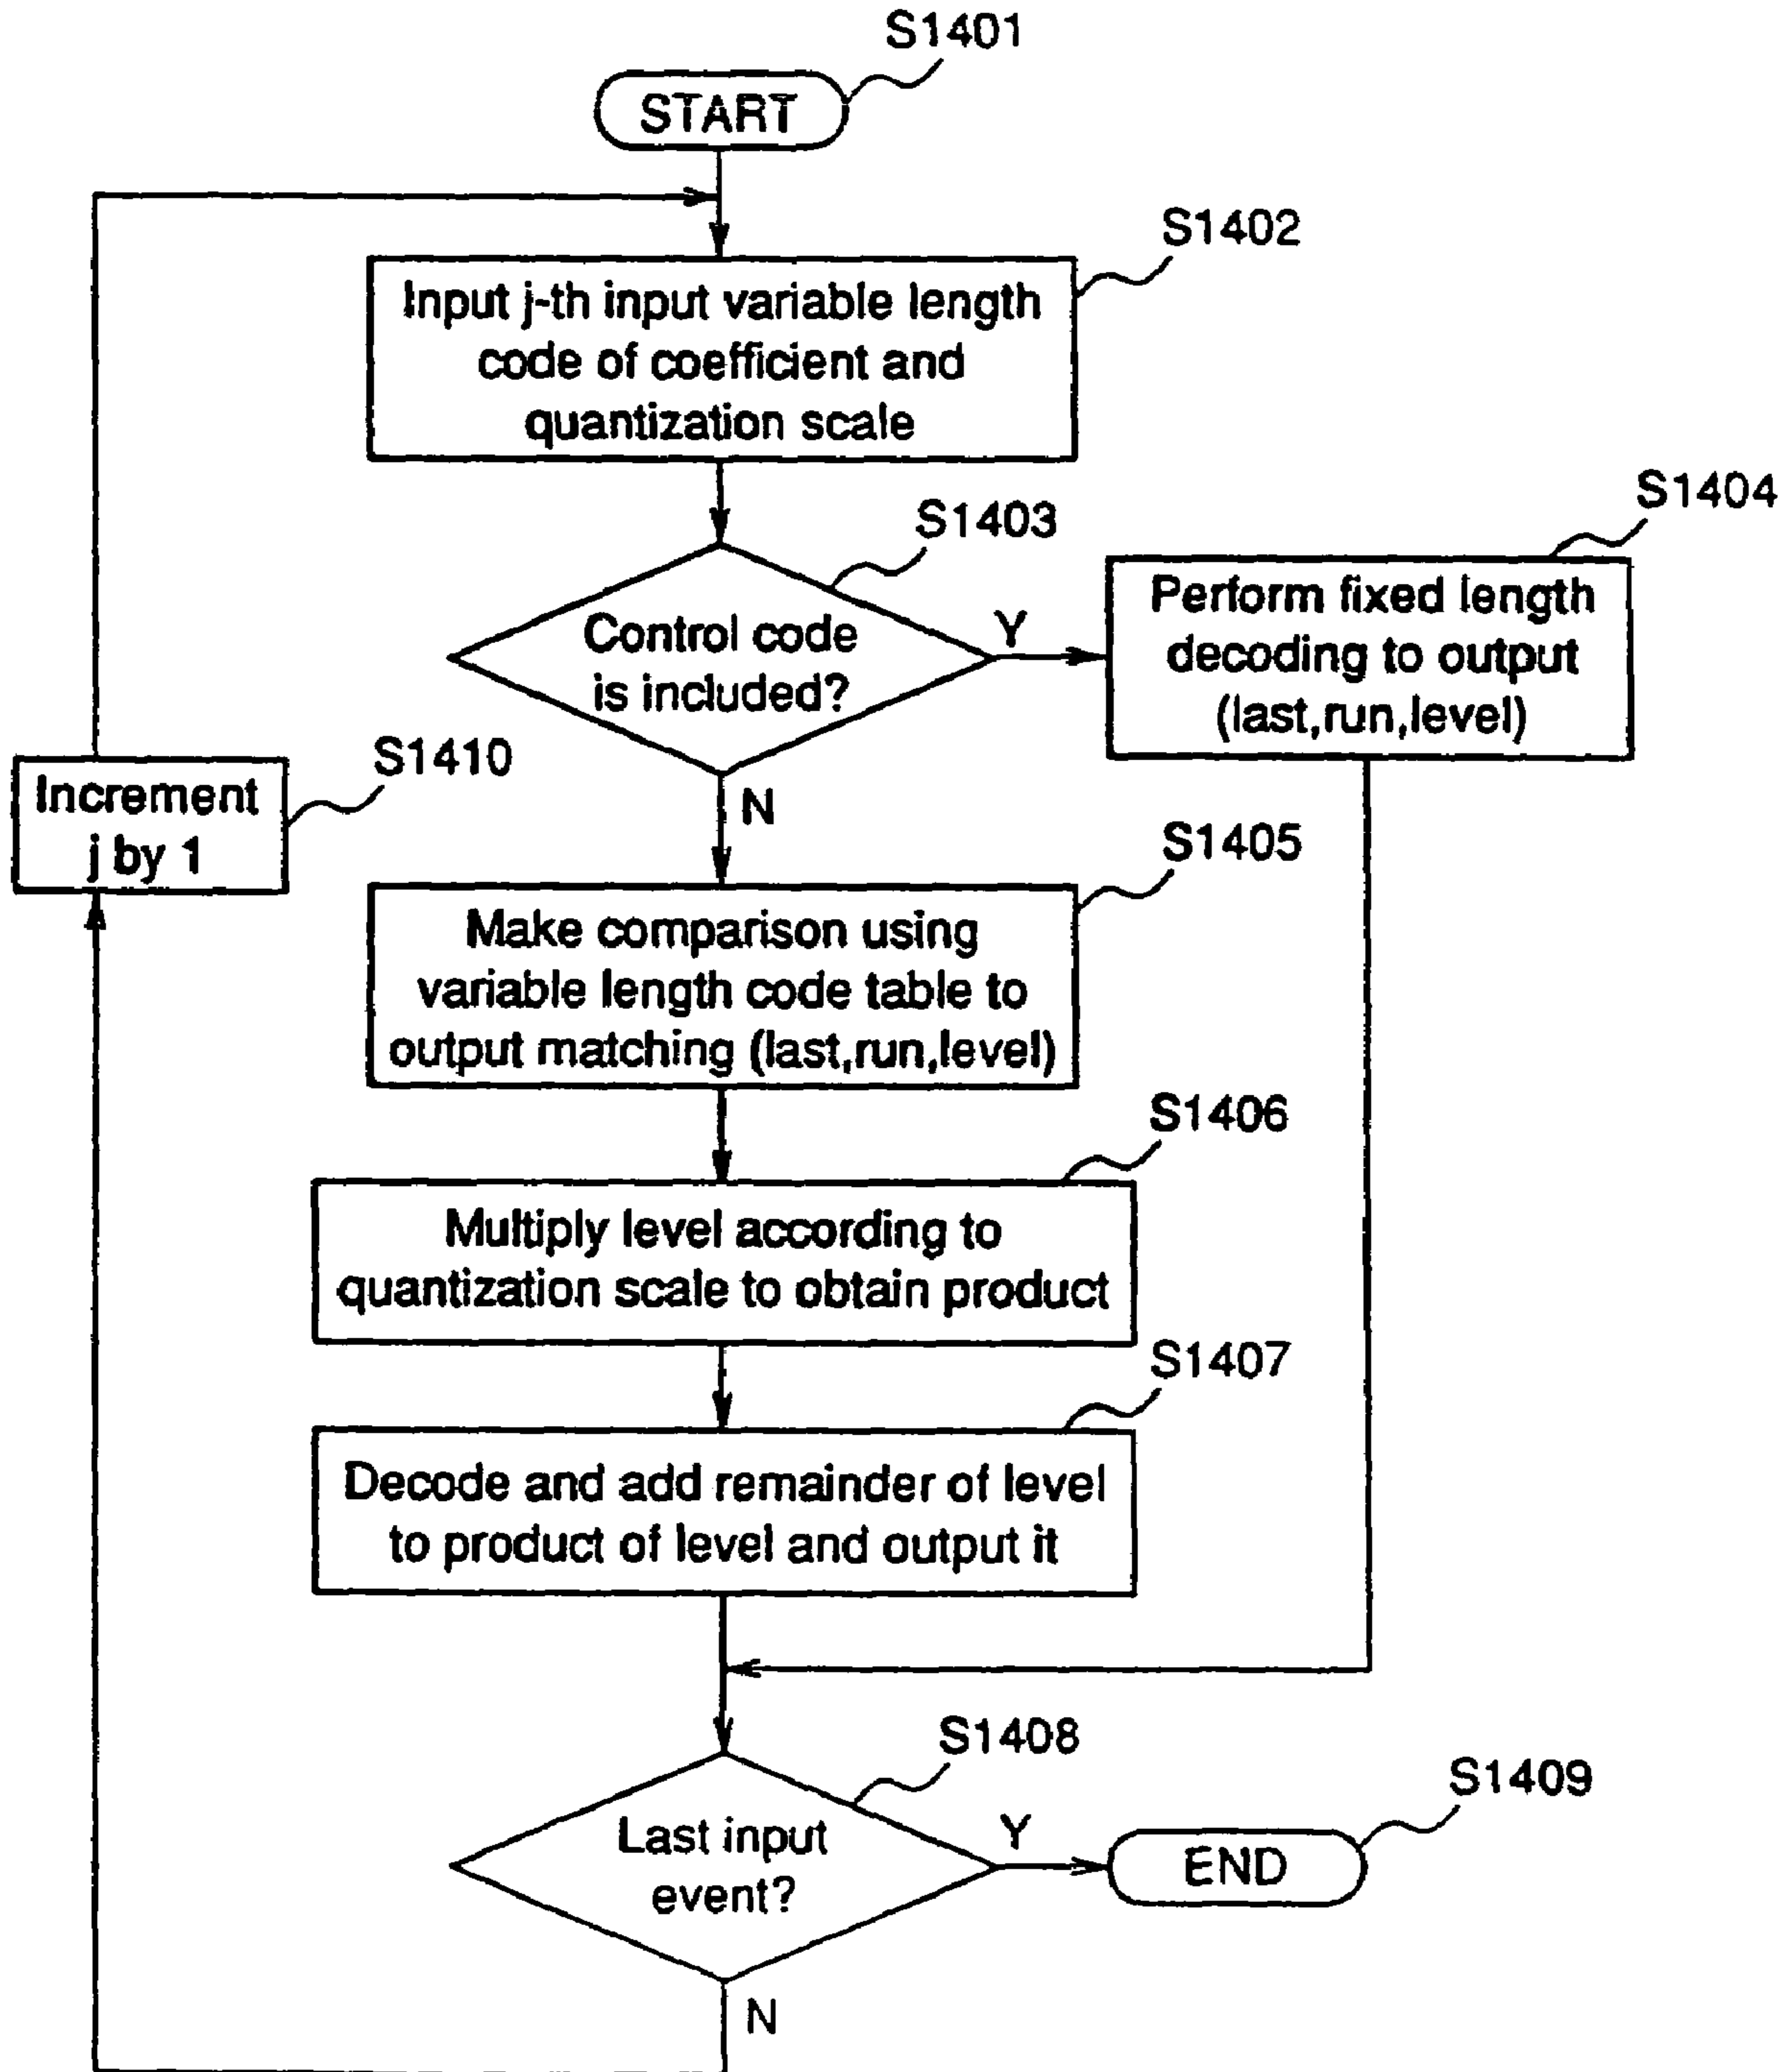 S1401
START
S1402
Input j-th input variable length
code of coefficient and
quantization scale
S1403
Control code
is included?
Y
S1404
Perform fixed length
decoding to output
(last,run,level)
N
S1410
Increment
j by 1
S1405
Make comparison using
variable length code table to
output matching (last,run,level)
S1406
Multiply level according to
quantization scale to obtain product
S1407
Decode and add remainder of level
to product of level and output it
S1408
Last input
event?
Y
S1409
END
N